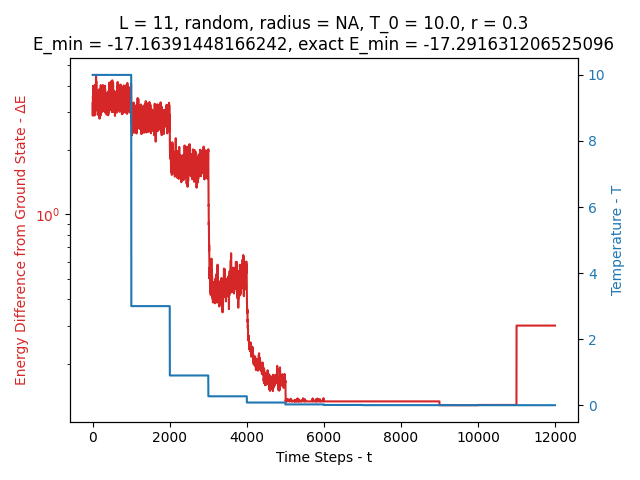 L = 11, random, radius = NA, T_0 = 10.0, r = 0.3
E_min = -17.16391448166242, exact E_min = -17.291631206525096
Energy Difference from Ground State - ΔE
10⁰
10
8
6
4
2
0
Temperature - T
0 2000 4000 6000 8000 10000 12000
Time Steps - t